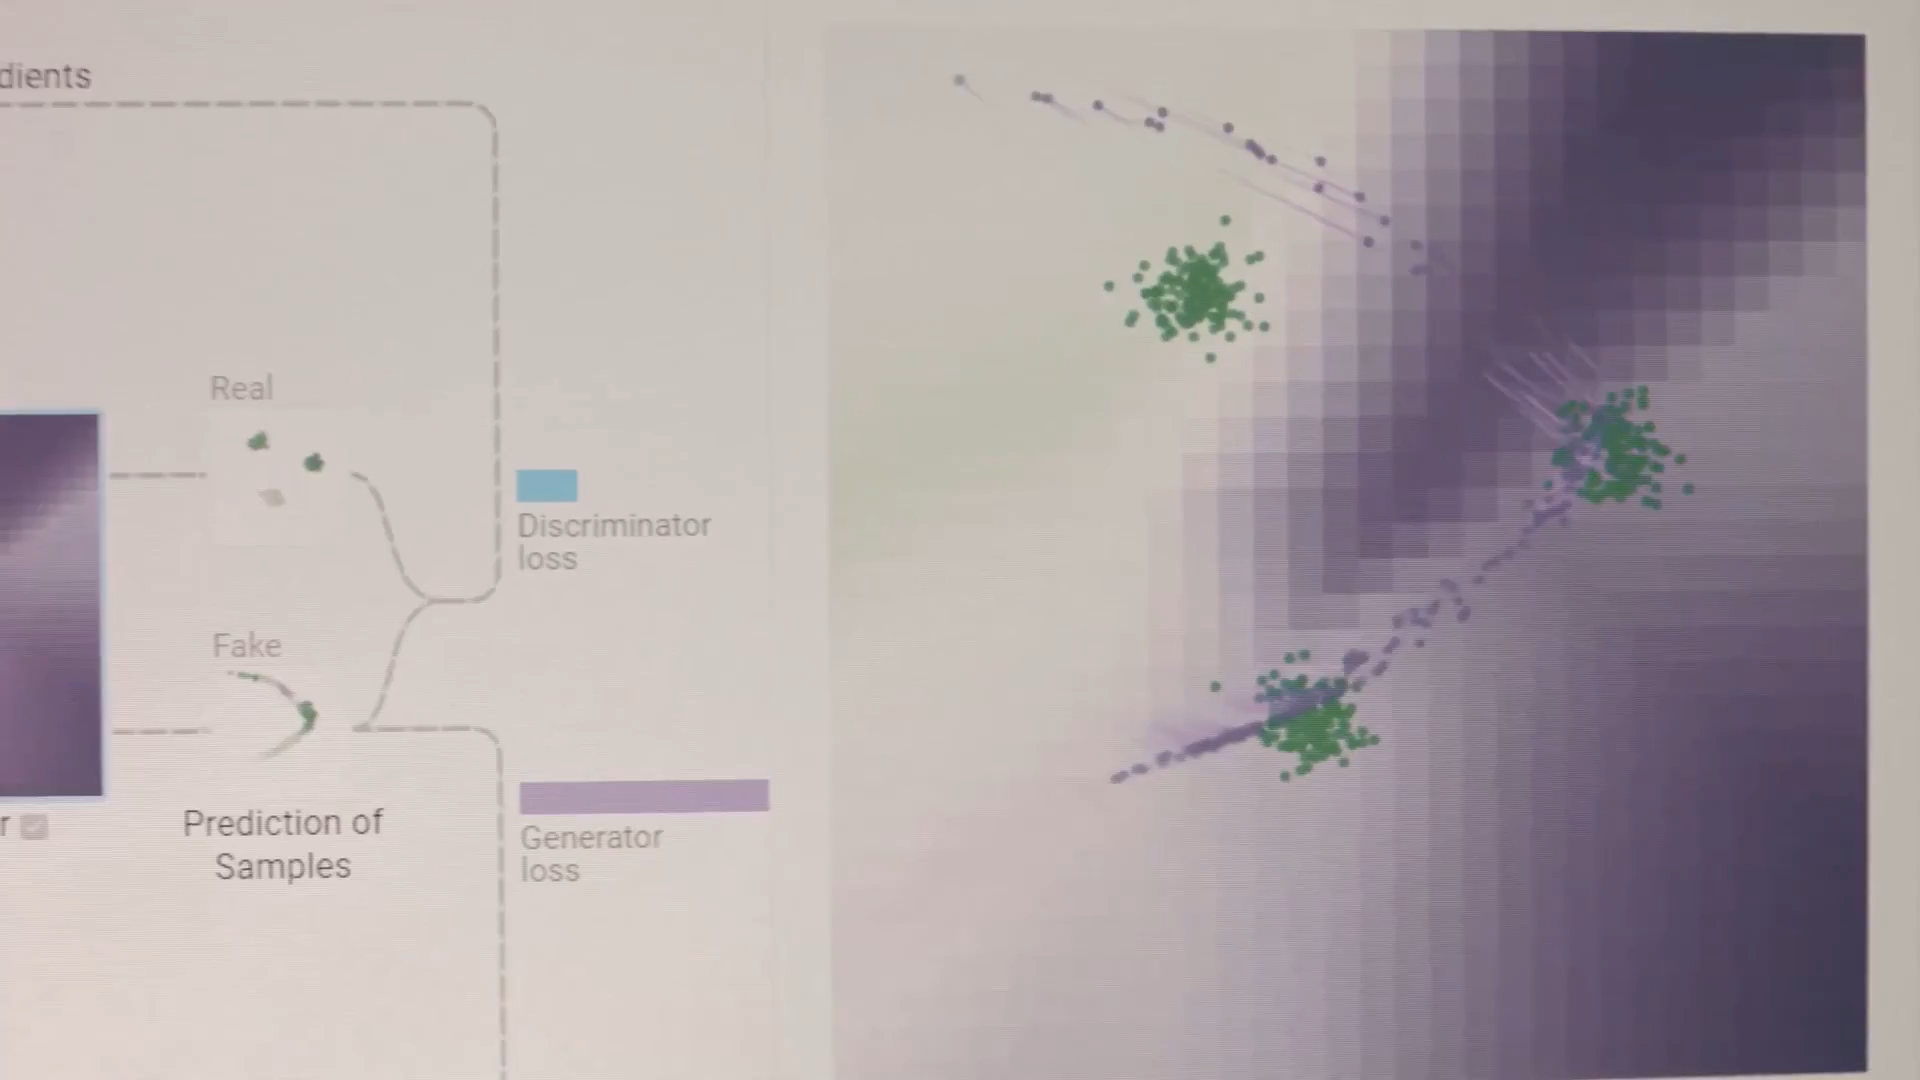 dients
Real
Discriminator
loss
Fake
Generator
loss
r
Prediction of
Samples